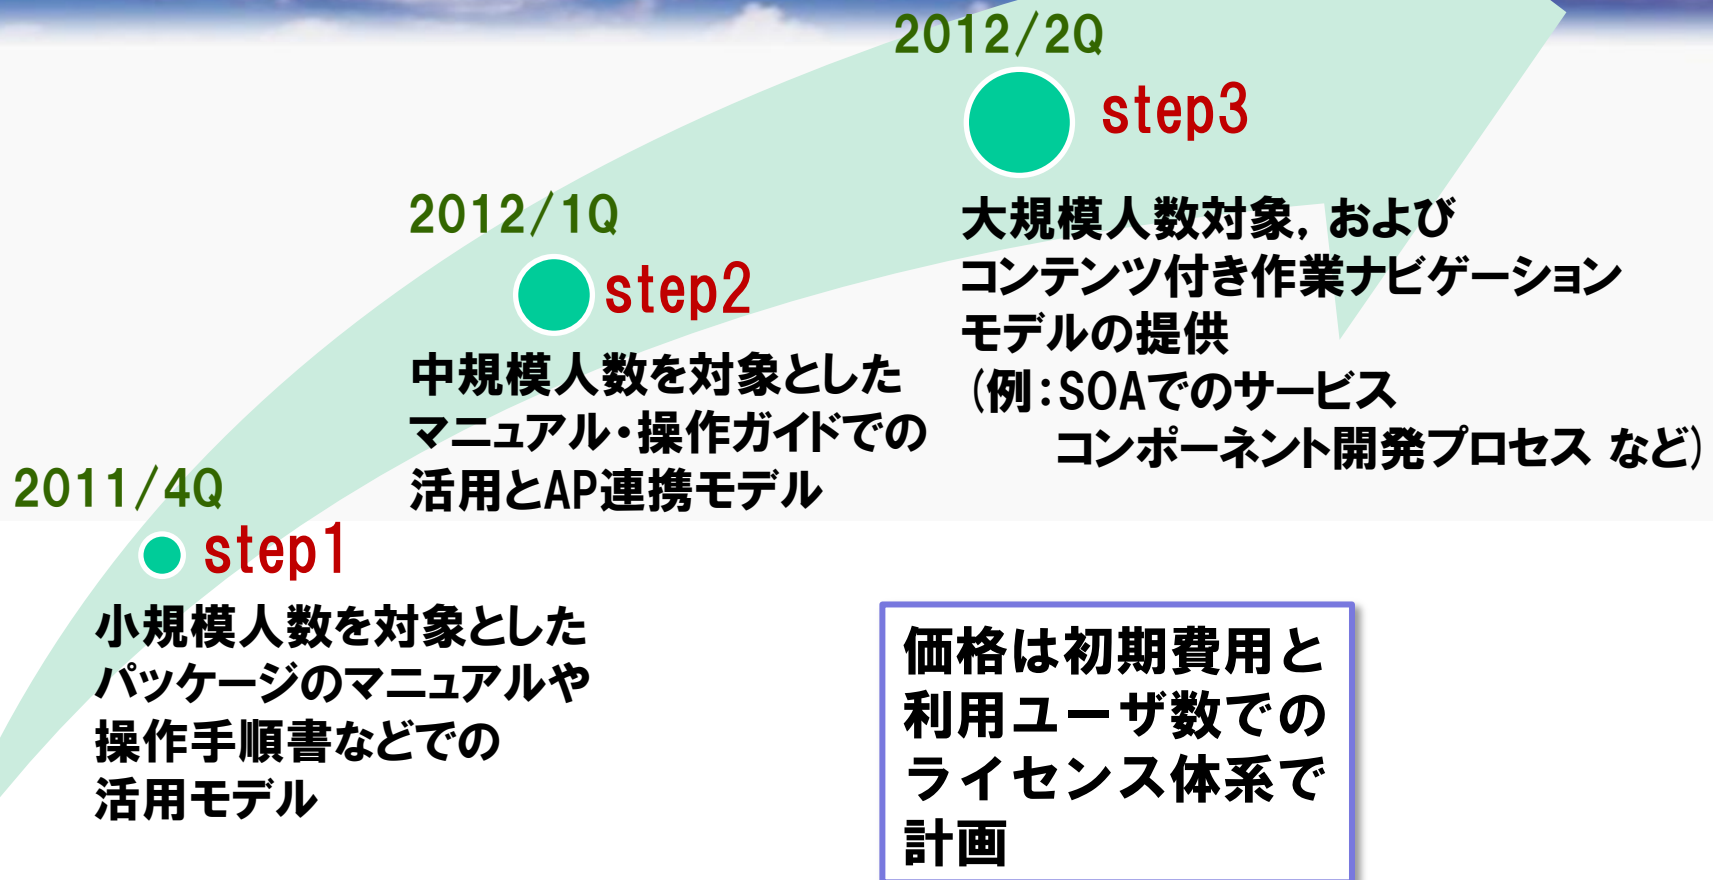 2011/4Q
step1
小規模人数を対象とした
パッケージのマニュアルや
操作手順書などでの
活用モデル
2012/1Q
step2
中規模人数を対象とした
マニュアル・操作ガイドでの
活用とAP連携モデル
2012/2Q
step3
大規模人数対象, および
コンテンツ付き作業ナビゲーション
モデルの提供
(例:SOAでのサービス
コンポーネント開発プロセス など)
価格は初期費用と
利用ユーザ数での
ライセンス体系で
計画